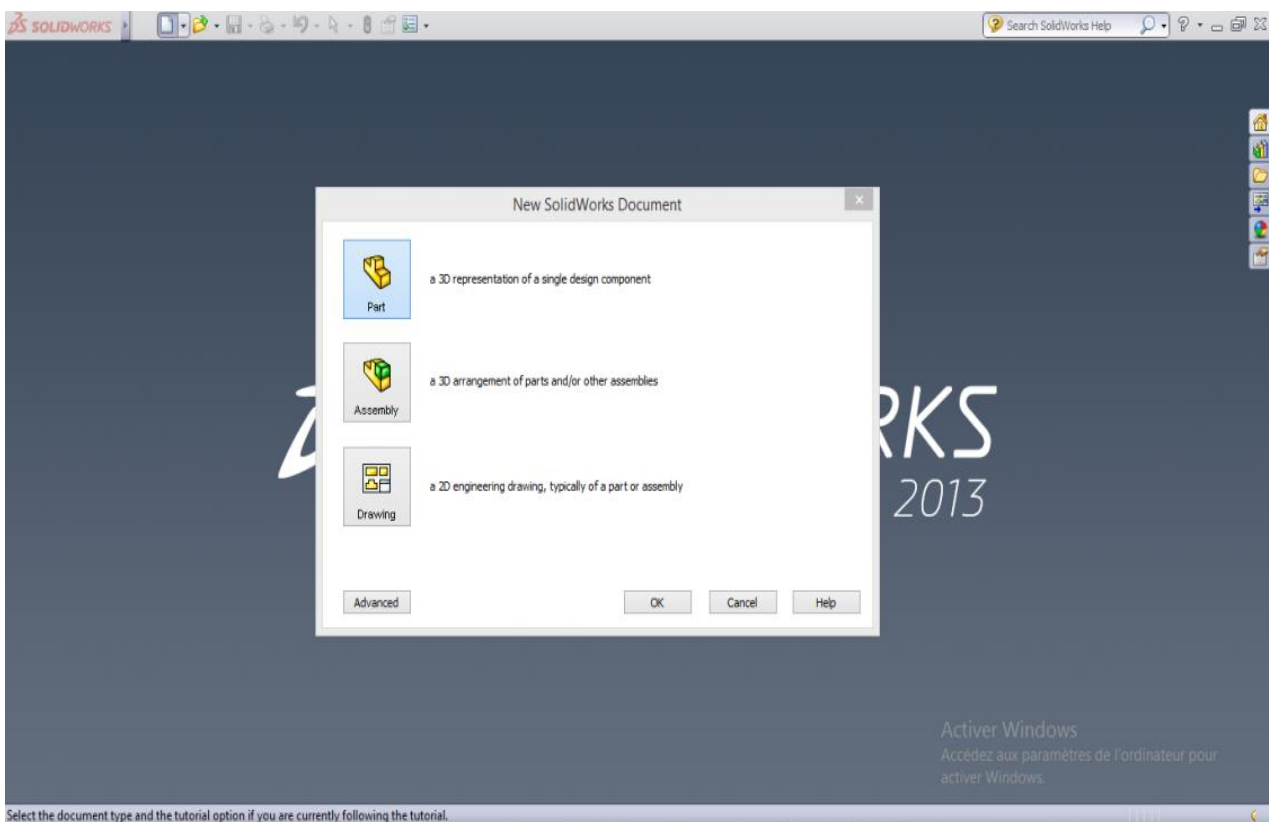 SOLIDWORKS
Search SolidWorks Help
New SolidWorks Document
Part
a 3D representation of a single design component
Assembly
a 3D arrangement of parts and/or other assemblies
RKS
2013
Drawing
a 2D engineering drawing, typically of a part or assembly
Advanced
OK
Cancel
Help
Activer Windows
Accédez aux paramètres de l'ordinateur pour
activer Windows.
Select the document type and the tutorial option if you are currently following the tutorial.